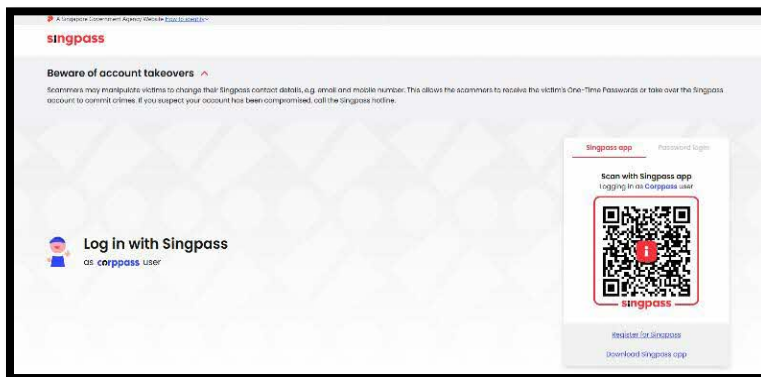 A Singapore Government Agency Website How to identify
singpass
Beware of account takeovers
Scammers may manipulate victims to change their Singpass contact details, e.g. email and mobile number. This allows the scammers to receive the victim's One-Time Passwords or take over the Singpass
account to commit crimes. If you suspect your account has been compromised, call the Singpass hotline.
Singpass app Password login
Scan with Singpass app
Logging in as Corppass user
Log in with Singpass
as corppass user
singpass
Register for Singpass
Download Singpass app